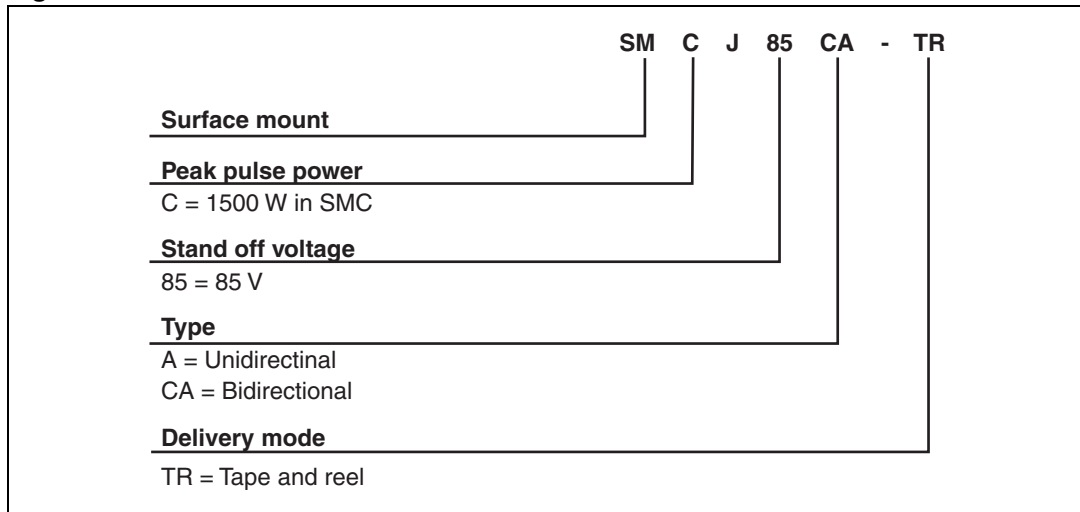 SM C J 85 CA - TR
Surface mount
Peak pulse power
C = 1500 W in SMC
Stand off voltage
85 = 85 V
Type
A = Unidirectinal
CA = Bidirectional
Delivery mode
TR = Tape and reel